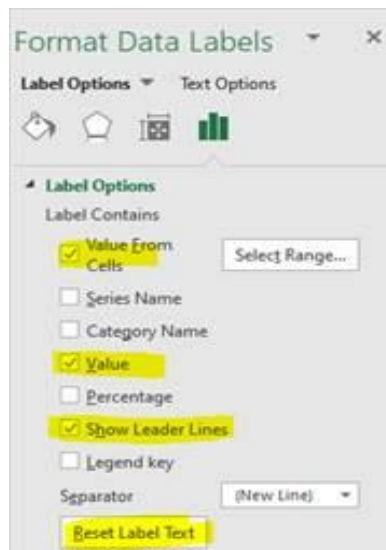 Format Data Labels
Label Options Text Options
Label Options
Label Contains
Value From
Cells
Select Range...
Series Name
Category Name
Value
Percentage
Show Leader Lines
Legend key
Separator (New Line)
Reset Label Text